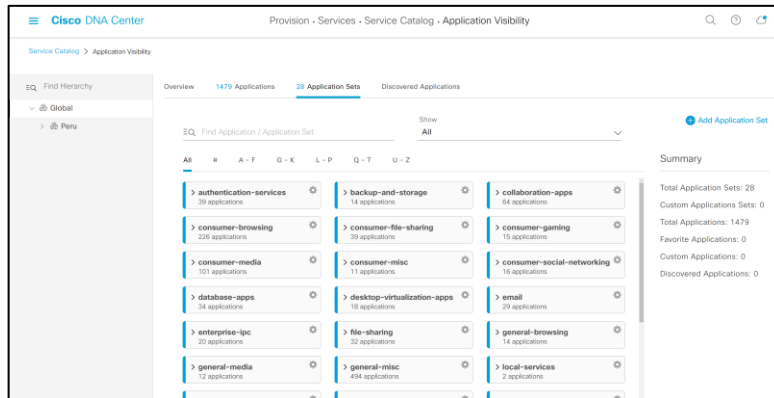 Cisco DNA Center
Provision • Services • Service Catalog • Application Visibility
Service Catalog > Application Visibility
Find Hierarchy
Global
Peru
Overview 1479 Applications 28 Application Sets Discovered Applications
Find Application / Application Set
Show
All
Add Application Set
All # A - F G - K L - P Q - T U - Z
authentication-services
39 applications
backup-and-storage
14 applications
collaboration-apps
64 applications
consumer-browsing
226 applications
consumer-file-sharing
39 applications
consumer-gaming
15 applications
consumer-media
101 applications
consumer-misc
11 applications
consumer-social-networking
16 applications
database-apps
34 applications
desktop-virtualization-apps
18 applications
email
29 applications
enterprise-ipc
20 applications
file-sharing
32 applications
general-browsing
14 applications
general-media
12 applications
general-misc
494 applications
local-services
2 applications
Summary
Total Application Sets: 28
Custom Applications Sets: 0
Total Applications: 1479
Favorite Applications: 0
Custom Applications: 0
Discovered Applications: 0